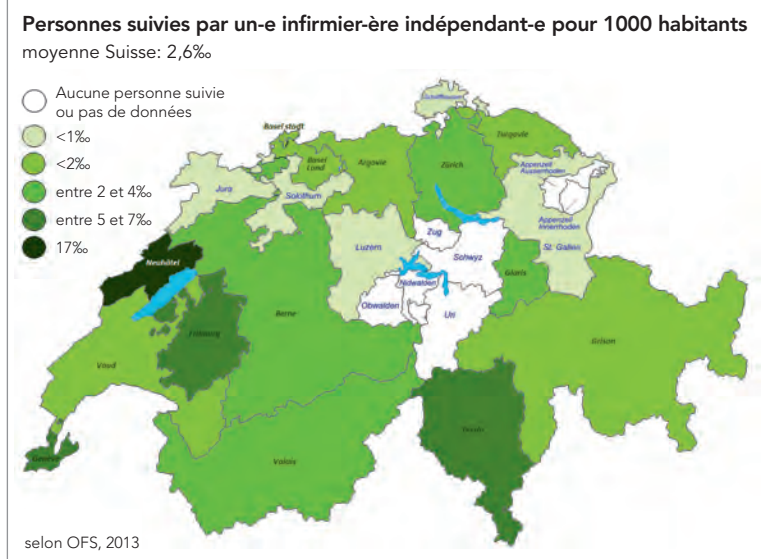 Personnes suivies par un-e infirmier-ère indépendant-e pour 1000 habitants
moyenne Suisse: 2,6‰
Aucune personne suivie
ou pas de données
<1‰
<2‰
entre 2 et 4‰
entre 5 et 7‰
17‰
Basel stadt
Basel
Land
Argovie
Zürich
Appenzell
Ausserrhoden
Jura
Solothurn
Appenzell
Innerrhoden
St. Gallen
Zug
Luzern
Schwyz
Neuhâtel
Glaris
Nidwalden
Obwalden
Uri
Berne
Fribourg
Grison
Vaud
Tessin
Genève
Valais
selon OFS, 2013